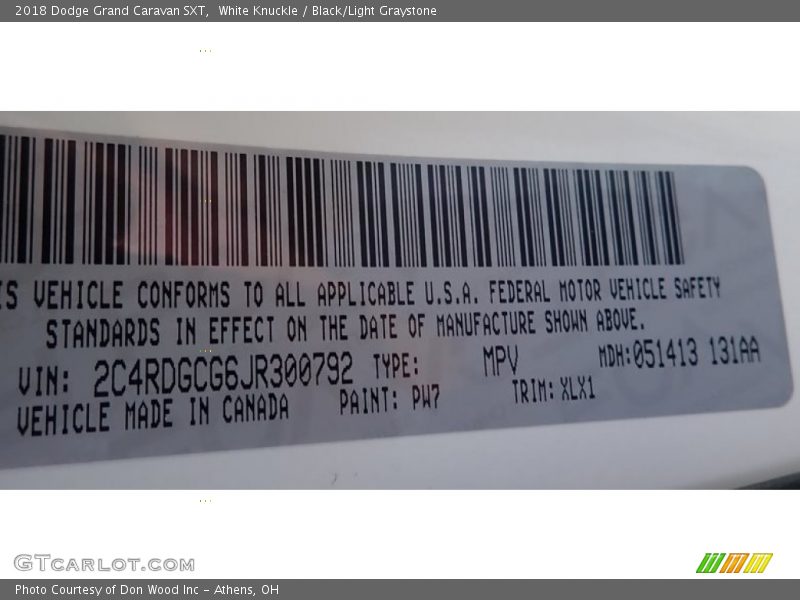 2018 Dodge Grand Caravan SXT, White Knuckle / Black/Light Graystone
IS VEHICLE CONFORMS TO ALL APPLICABLE U.S.A. FEDERAL MOTOR VEHICLE SAFETY
STANDARDS IN EFFECT ON THE DATE OF MANUFACTURE SHOWN ABOVE.
VIN: 2C4RDGCG6JR300792 TYPE: MPV MDH:051413 131AA
VEHICLE MADE IN CANADA PAINT: PW7 TRIM: XLX1
GTCARLOT.COM
Photo Courtesy of Don Wood Inc - Athens, OH